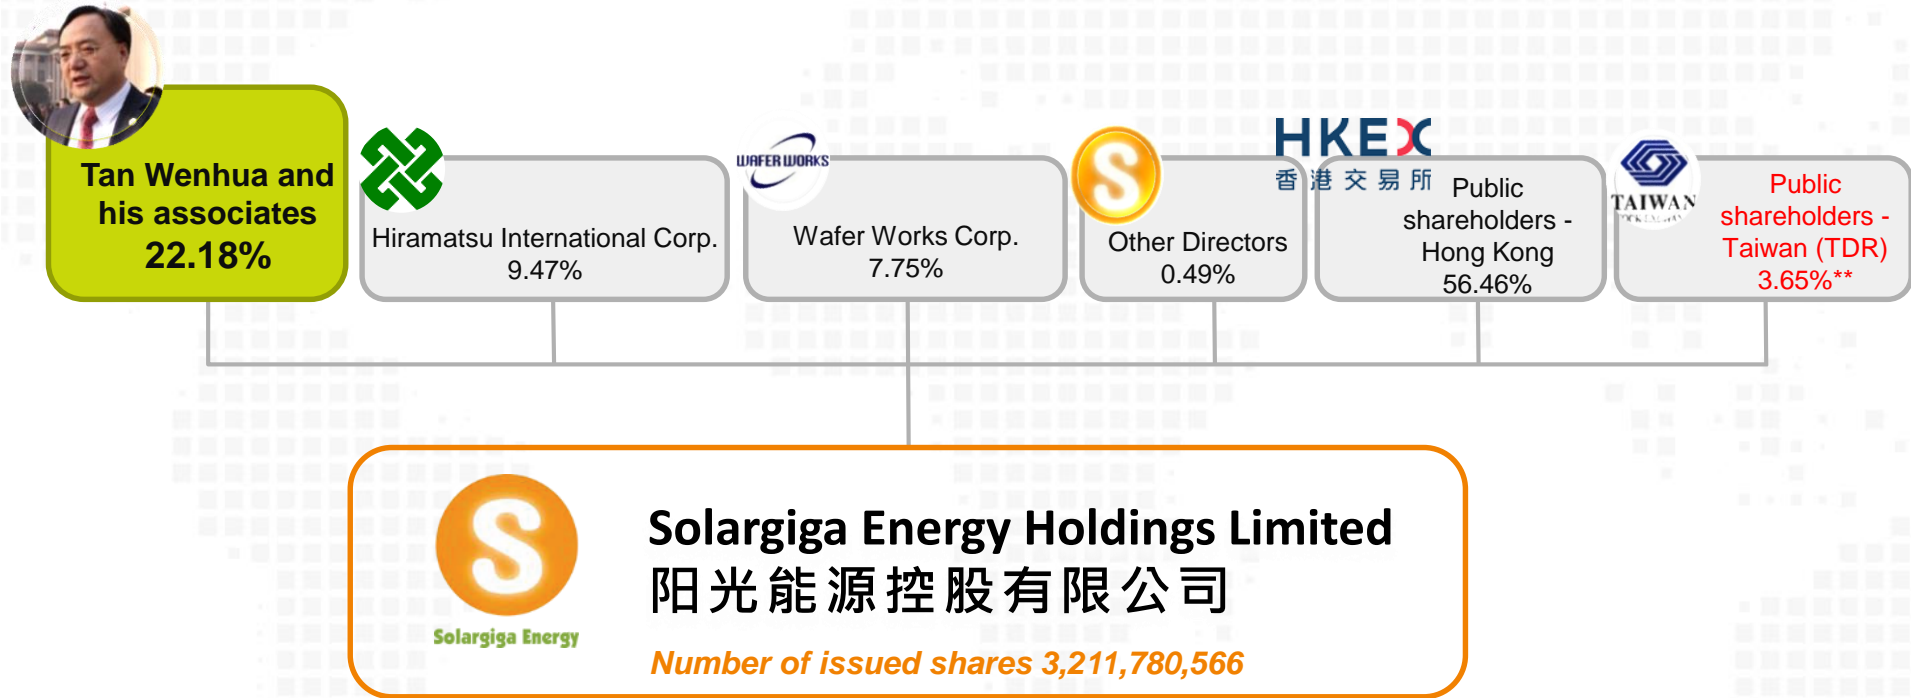 Tan Wenhua and
his associates
22.18%
Hiramatsu International Corp.
9.47%
WAFER WORKS
Wafer Works Corp.
7.75%
Other Directors
0.49%
HKEX
香港交易所
Public
shareholders -
Hong Kong
56.46%
TAIWAN
Public
shareholders -
Taiwan (TDR)
3.65%**
S
Solargiga Energy
Solargiga Energy Holdings Limited
阳光能源控股有限公司
Number of issued shares 3,211,780,566